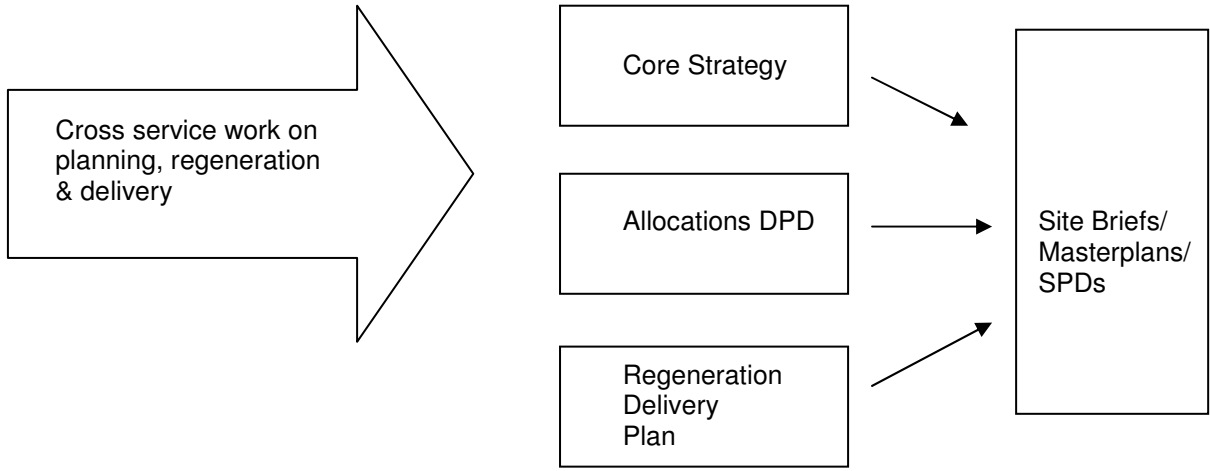 Cross service work on
planning, regeneration
& delivery
Core Strategy
Allocations DPD
Regeneration
Delivery
Plan
Site Briefs/
Masterplans/
SPDs